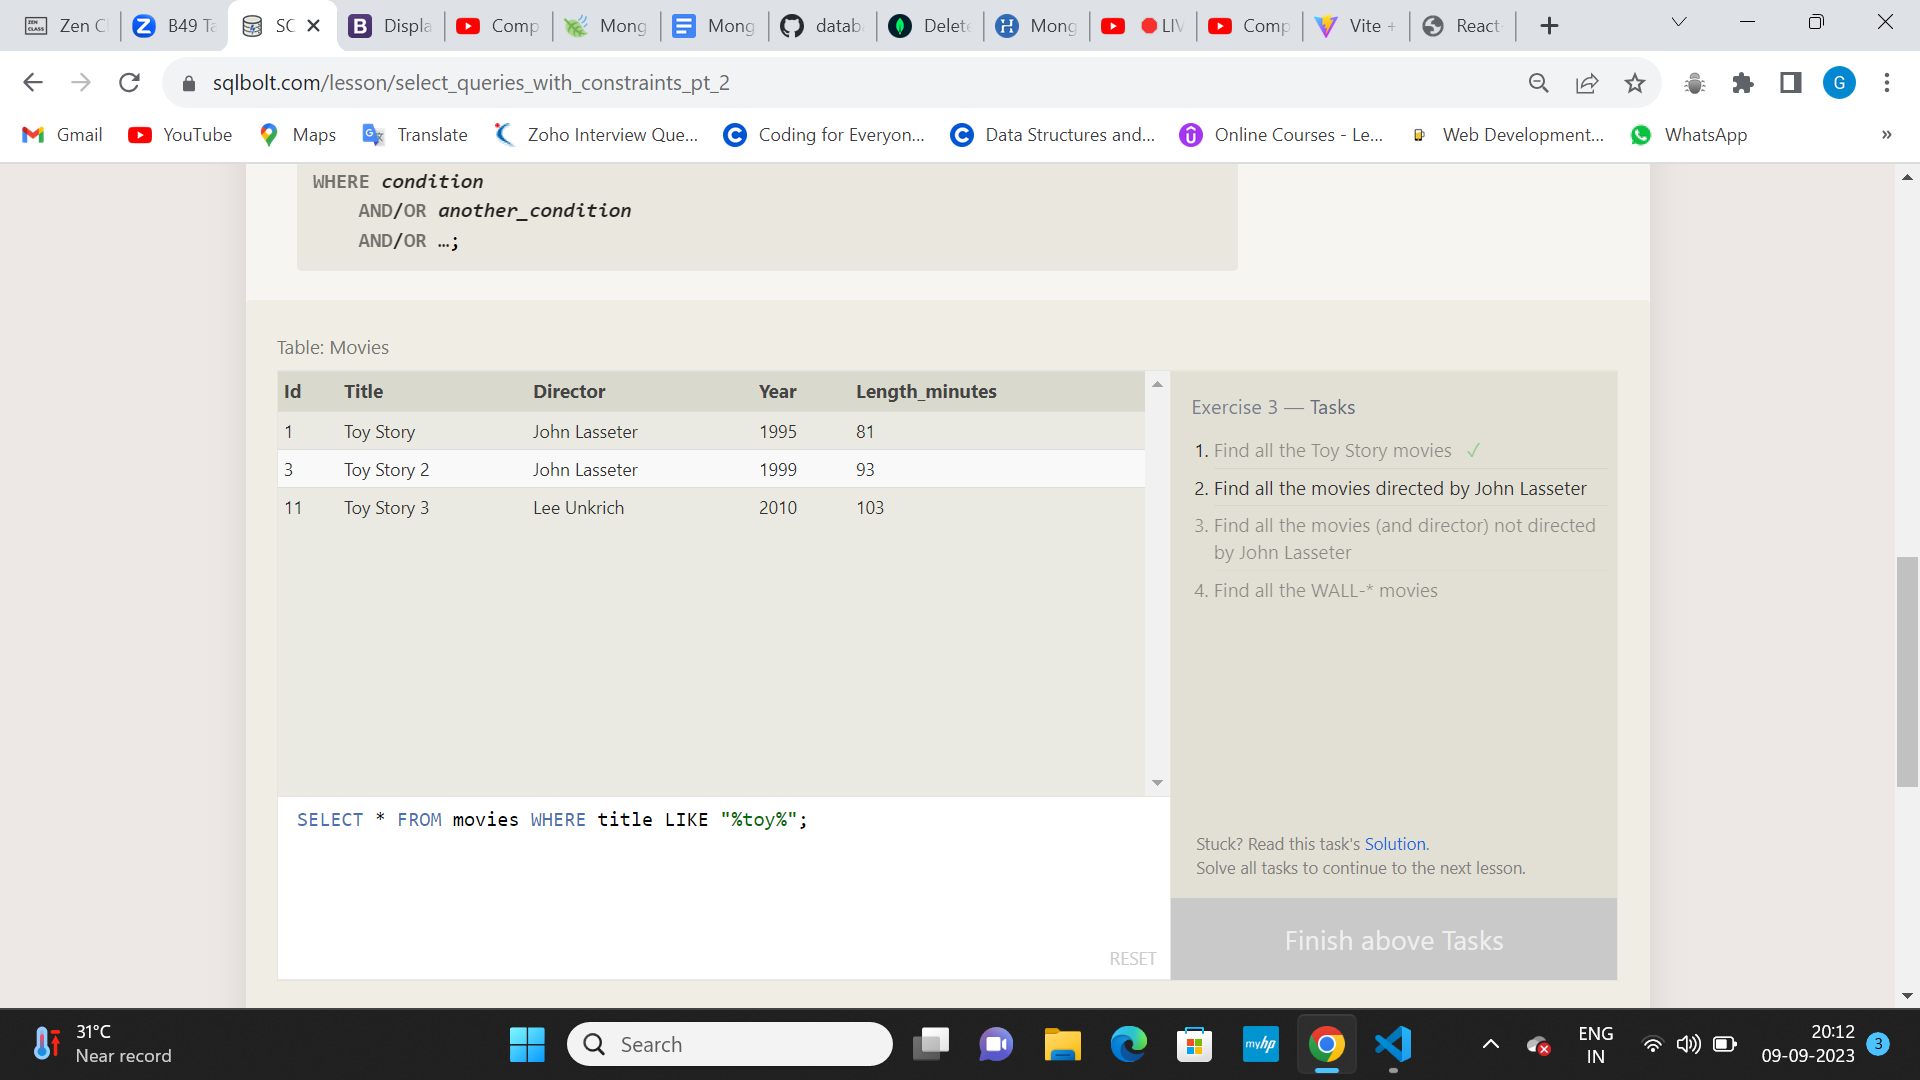 Zen Cl
B49 Ta
SC
Displa
Comp
Mong
Mong
datab
Delete
Mong
LIV
Comp
Vite +
React
sqlbolt.com/lesson/select_queries_with_constraints_pt_2
G
Gmail
YouTube
Maps
Translate
Zoho Interview Que...
Coding for Everyon...
Data Structures and...
Online Courses - Le...
Web Development...
WhatsApp
»
WHERE condition
AND/OR another_condition
AND/OR …;
Table: Movies
Id Title Director Year Length_minutes
1 Toy Story John Lasseter 1995 81
3 Toy Story 2 John Lasseter 1999 93
11 Toy Story 3 Lee Unkrich 2010 103
Exercise 3 — Tasks
1. Find all the Toy Story movies ✓
2. Find all the movies directed by John Lasseter
3. Find all the movies (and director) not directed
by John Lasseter
4. Find all the WALL-* movies
SELECT * FROM movies WHERE title LIKE "%toy%";
RESET
Stuck? Read this task's Solution.
Solve all tasks to continue to the next lesson.
Finish above Tasks
31°C
Near record
Search
myhp
ENG
IN
20:12
09-09-2023
3